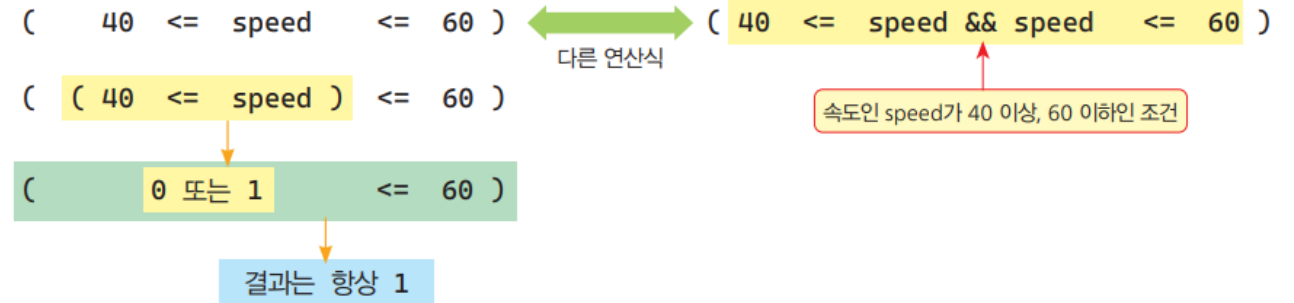 ( 40 <= speed <= 60 )
다른 연산식
( 40 <= speed && speed <= 60 )
속도인 speed가 40 이상, 60 이하인 조건
( ( 40 <= speed ) <= 60 )
( 0 또는 1 <= 60 )
결과는 항상 1